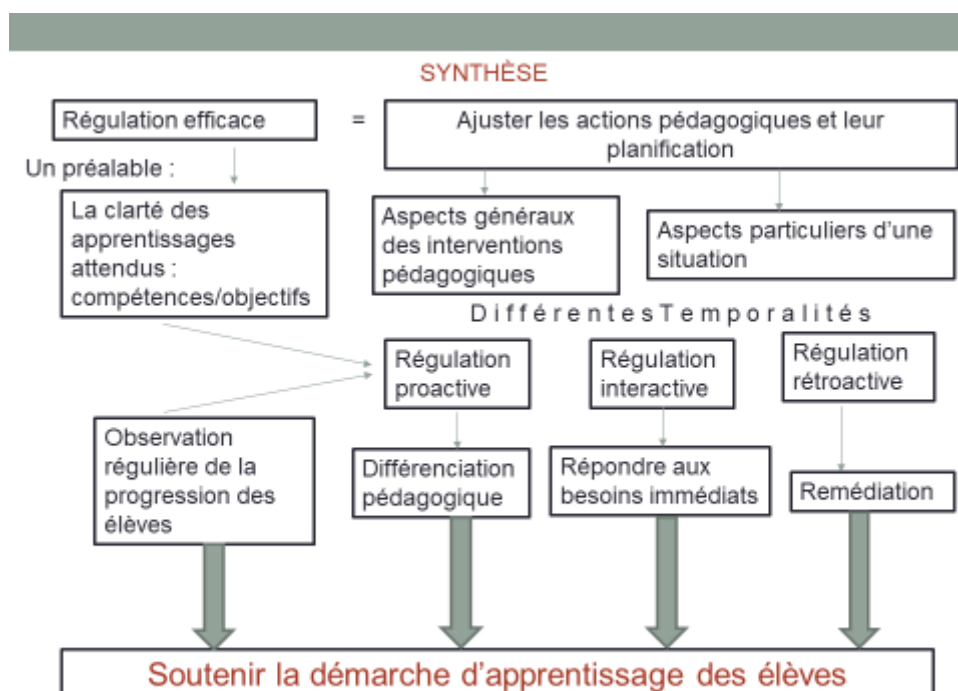 SYNTHÈSE
Régulation efficace
=
Ajuster les actions pédagogiques et leur
planification
Un préalable :
La clarté des
apprentissages
attendus :
compétences/objectifs
Aspects généraux
des interventions
pédagogiques
Aspects particuliers d'une
situation
DifférentesTemporalités
Régulation
proactive
Régulation
interactive
Régulation
rétroactive
Observation
régulière de la
progression des
élèves
Différenciation
pédagogique
Répondre aux
besoins immédiats
Remédiation
Soutenir la démarche d'apprentissage des élèves